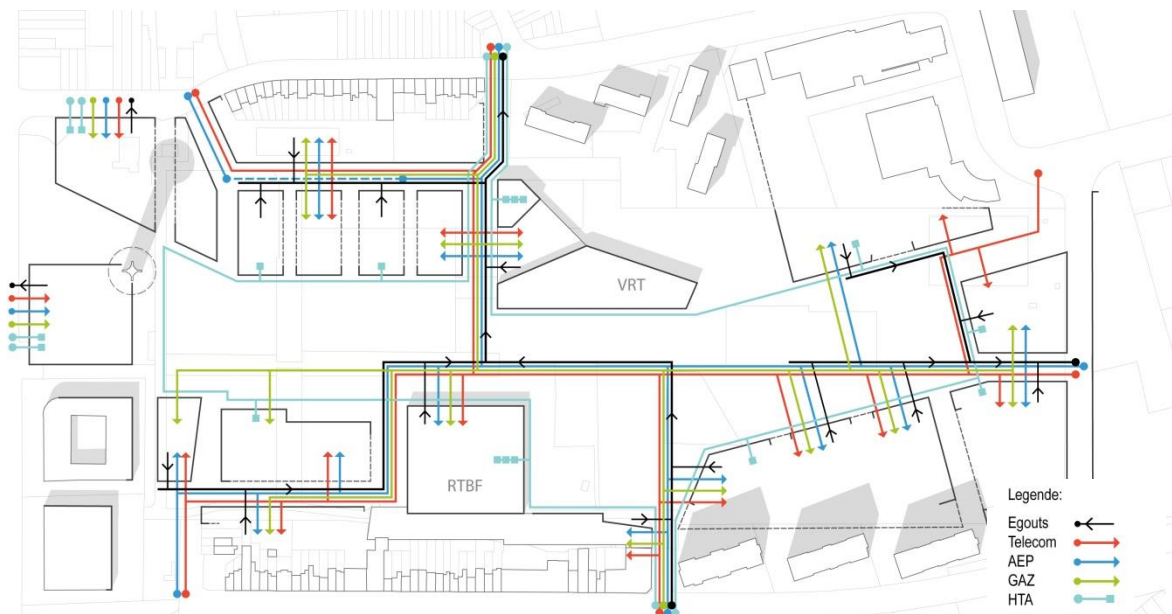 VRT
RTBF
Legende:
Egouts
Telecom
AEP
GAZ
HTA